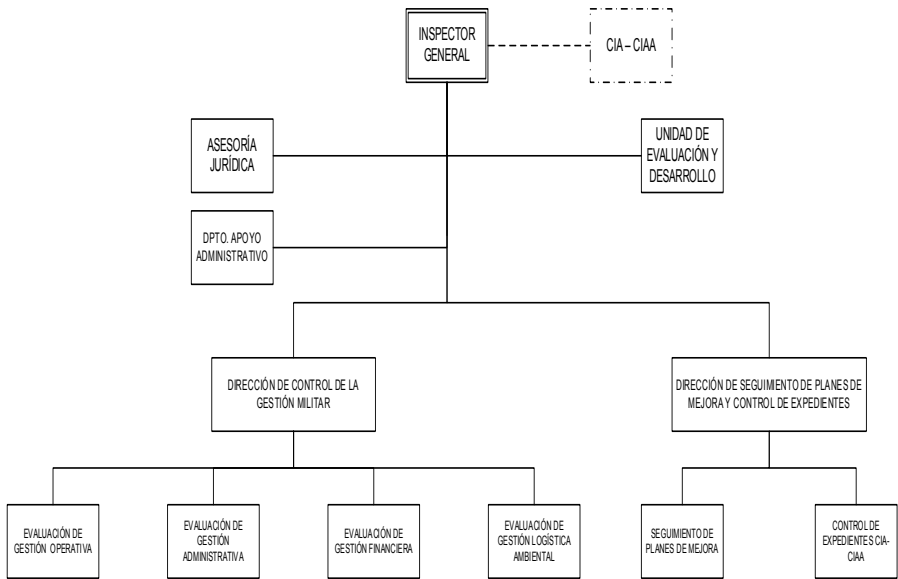 INSPECTOR
GENERAL
CIA – CIAA
ASESORÍA
JURÍDICA
UNIDAD DE
EVALUACIÓN Y
DESARROLLO
DPTO. APOYO
ADMINISTRATIVO
DIRECCIÓN DE CONTROL DE LA
GESTIÓN MILITAR
DIRECCIÓN DE SEGUIMIENTO DE PLANES DE
MEJORA Y CONTROL DE EXPEDIENTES
EVALUACIÓN DE
GESTIÓN OPERATIVA
EVALUACIÓN DE
GESTIÓN
ADMINISTRATIVA
EVALUACIÓN DE
GESTIÓN FINANCIERA
EVALUACIÓN DE
GESTIÓN LOGÍSTICA
AMBIENTAL
SEGUIMIENTO DE
PLANES DE MEJORA
CONTROL DE
EXPEDIENTES CIA-
CIAA